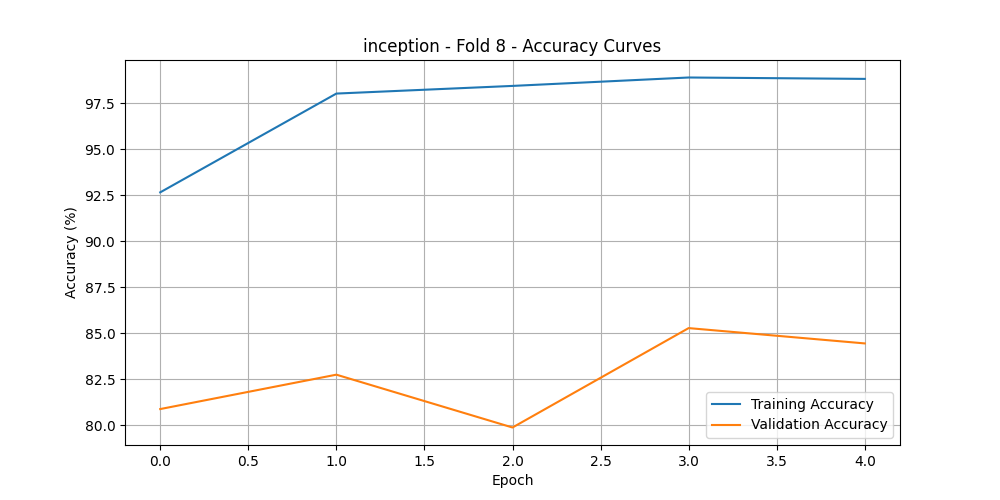 inception - Fold 8 - Accuracy Curves
Accuracy (%)
97.5
95.0
92.5
90.0
87.5
85.0
82.5
80.0
Training Accuracy
Validation Accuracy
0.0 0.5 1.0 1.5 2.0 2.5 3.0 3.5 4.0
Epoch